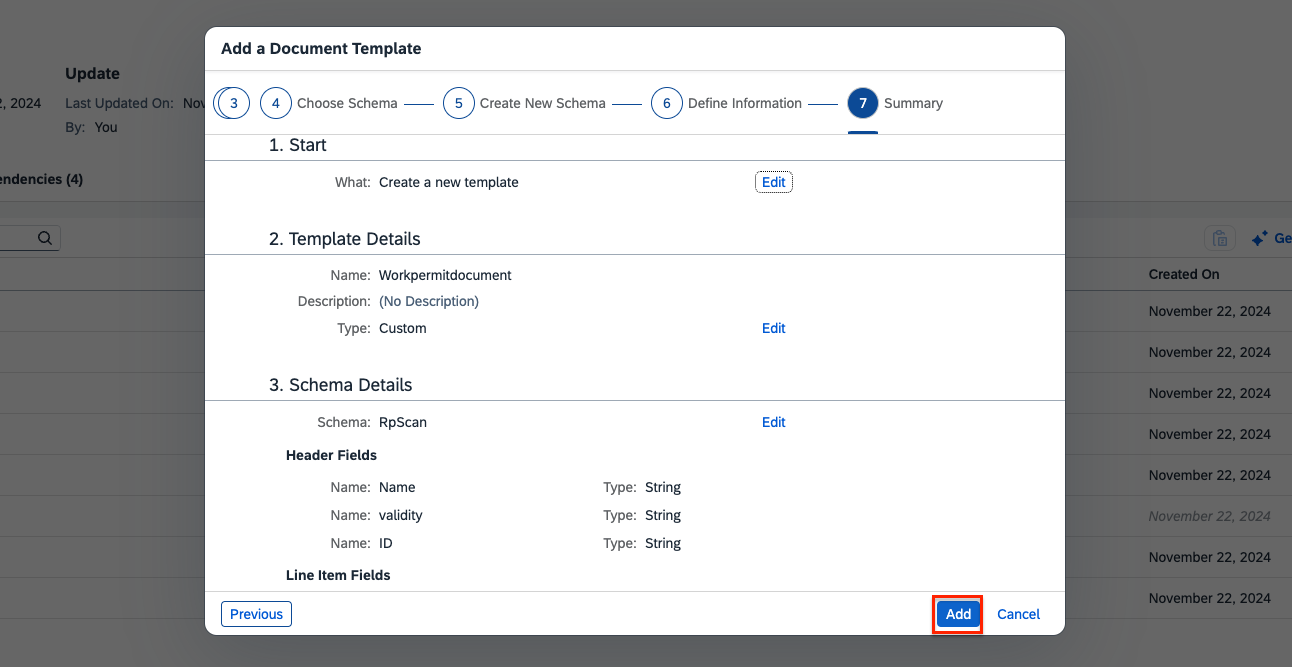 Add a Document Template
Update
2, 2024 Last Updated On: Nov
By: You
endencies (4)
3 4 Choose Schema 5 Create New Schema 6 Define Information 7 Summary
1. Start
What: Create a new template Edit
2. Template Details
Name: Workpermitdocument
Description: (No Description)
Type: Custom Edit
3. Schema Details
Schema: RpScan Edit
Header Fields
Name: Name Type: String
Name: validity Type: String
Name: ID Type: String
Line Item Fields
Previous Add Cancel
Ge
Created On
November 22, 2024
November 22, 2024
November 22, 2024
November 22, 2024
November 22, 2024
November 22, 2024
November 22, 2024
November 22, 2024